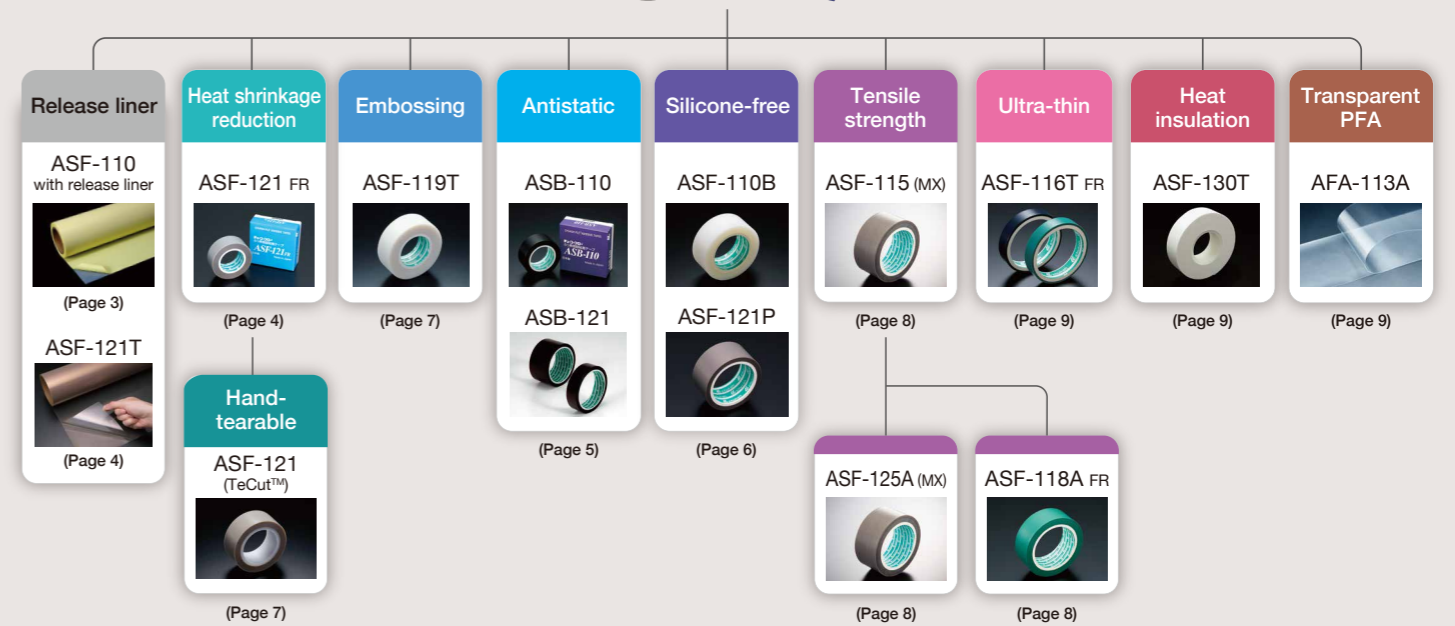 Release liner
ASF-110
with release liner
(Page 3)
ASF-121T
(Page 4)
Heat shrinkage
reduction
ASF-121 FR
ASF-121FR
(Page 4)
Hand-
tearable
ASF-121
(TeCut™)
(Page 7)
Embossing
ASF-119T
(Page 7)
Antistatic
ASB-110
ASB-110
ASB-121
(Page 5)
Silicone-free
ASF-110B
ASF-121P
(Page 6)
Tensile
strength
ASF-115 (MX)
(Page 8)
ASF-125A (MX)
(Page 8)
ASF-118A FR
(Page 8)
Ultra-thin
ASF-116T FR
(Page 9)
Heat
insulation
ASF-130T
(Page 9)
Transparent
PFA
AFA-113A
(Page 9)